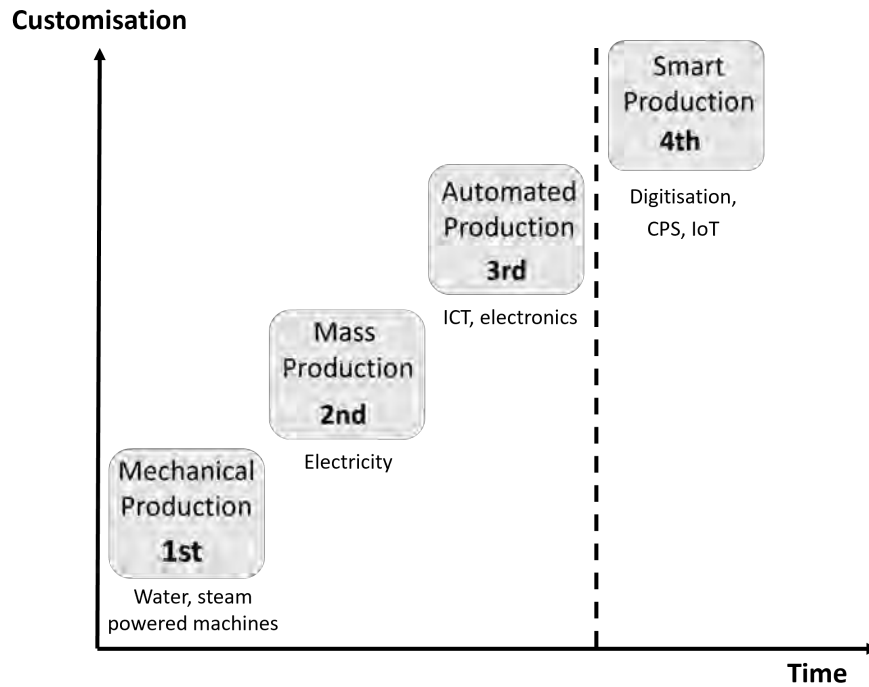 Customisation
Smart
Production
4th
Digitisation,
CPS, IoT
Automated
Production
3rd
ICT, electronics
Mass
Production
2nd
Electricity
Mechanical
Production
1st
Water, steam
powered machines
Time